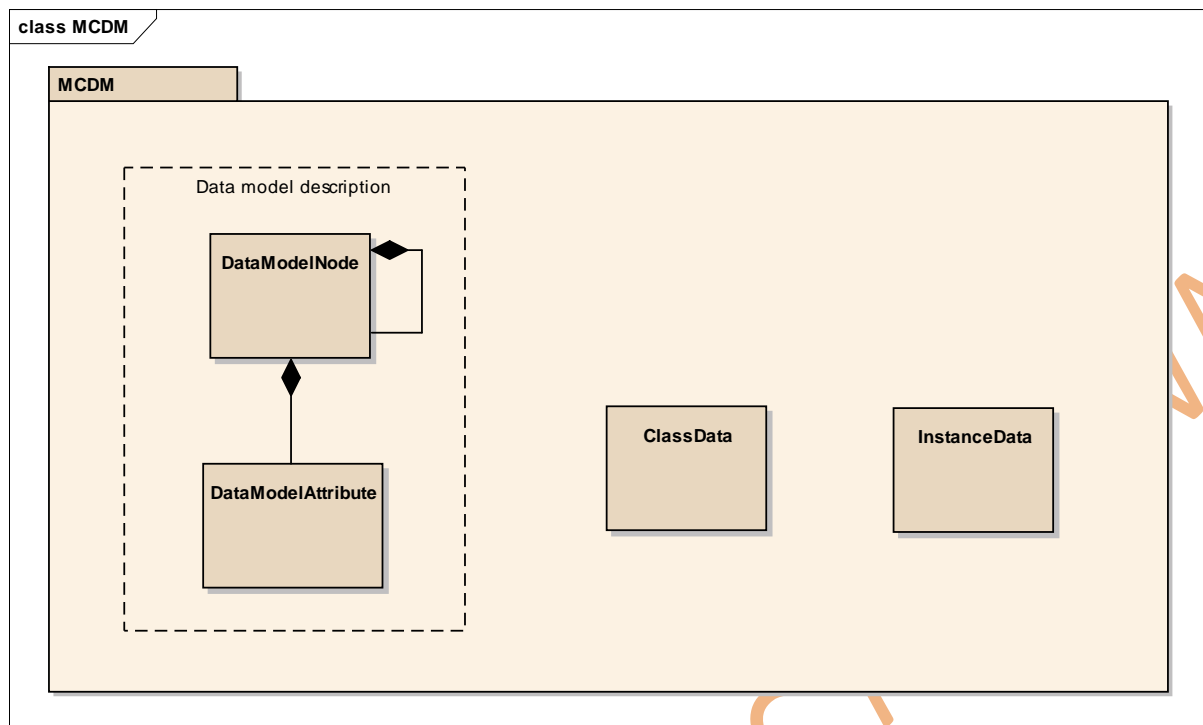 class MCDM
MCDM
Data model description
DataModelNode
DataModelAttribute
ClassData
InstanceData